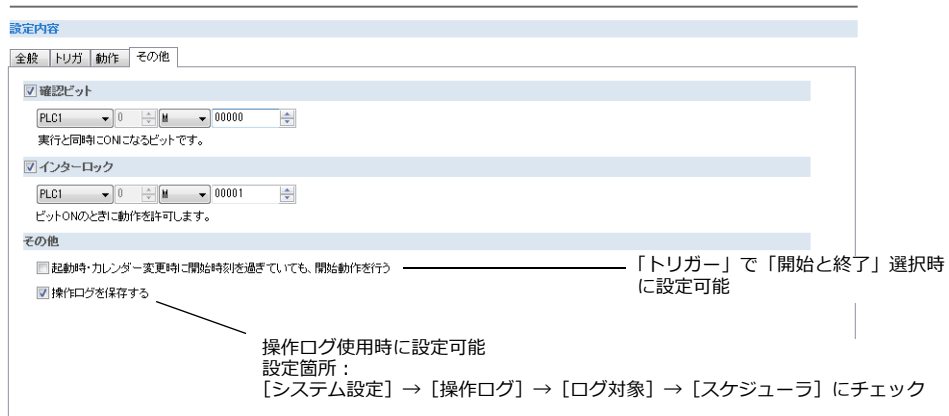 設定内容
全般 トリガ 動作 その他
確認ビット
PLC1 0 M 00000
実行と同時にONになるビットです。
インターロック
PLC1 0 M 00001
ビットONのときに動作を許可します。
その他
起動時・カレンダー変更時に開始時刻を過ぎていても、開始動作を行う
「トリガー」で「開始と終了」選択時
に設定可能
操作ログを保存する
操作ログ使用時に設定可能
設定箇所：
［システム設定］→［操作ログ］→［ログ対象］→［スケジューラ］にチェック